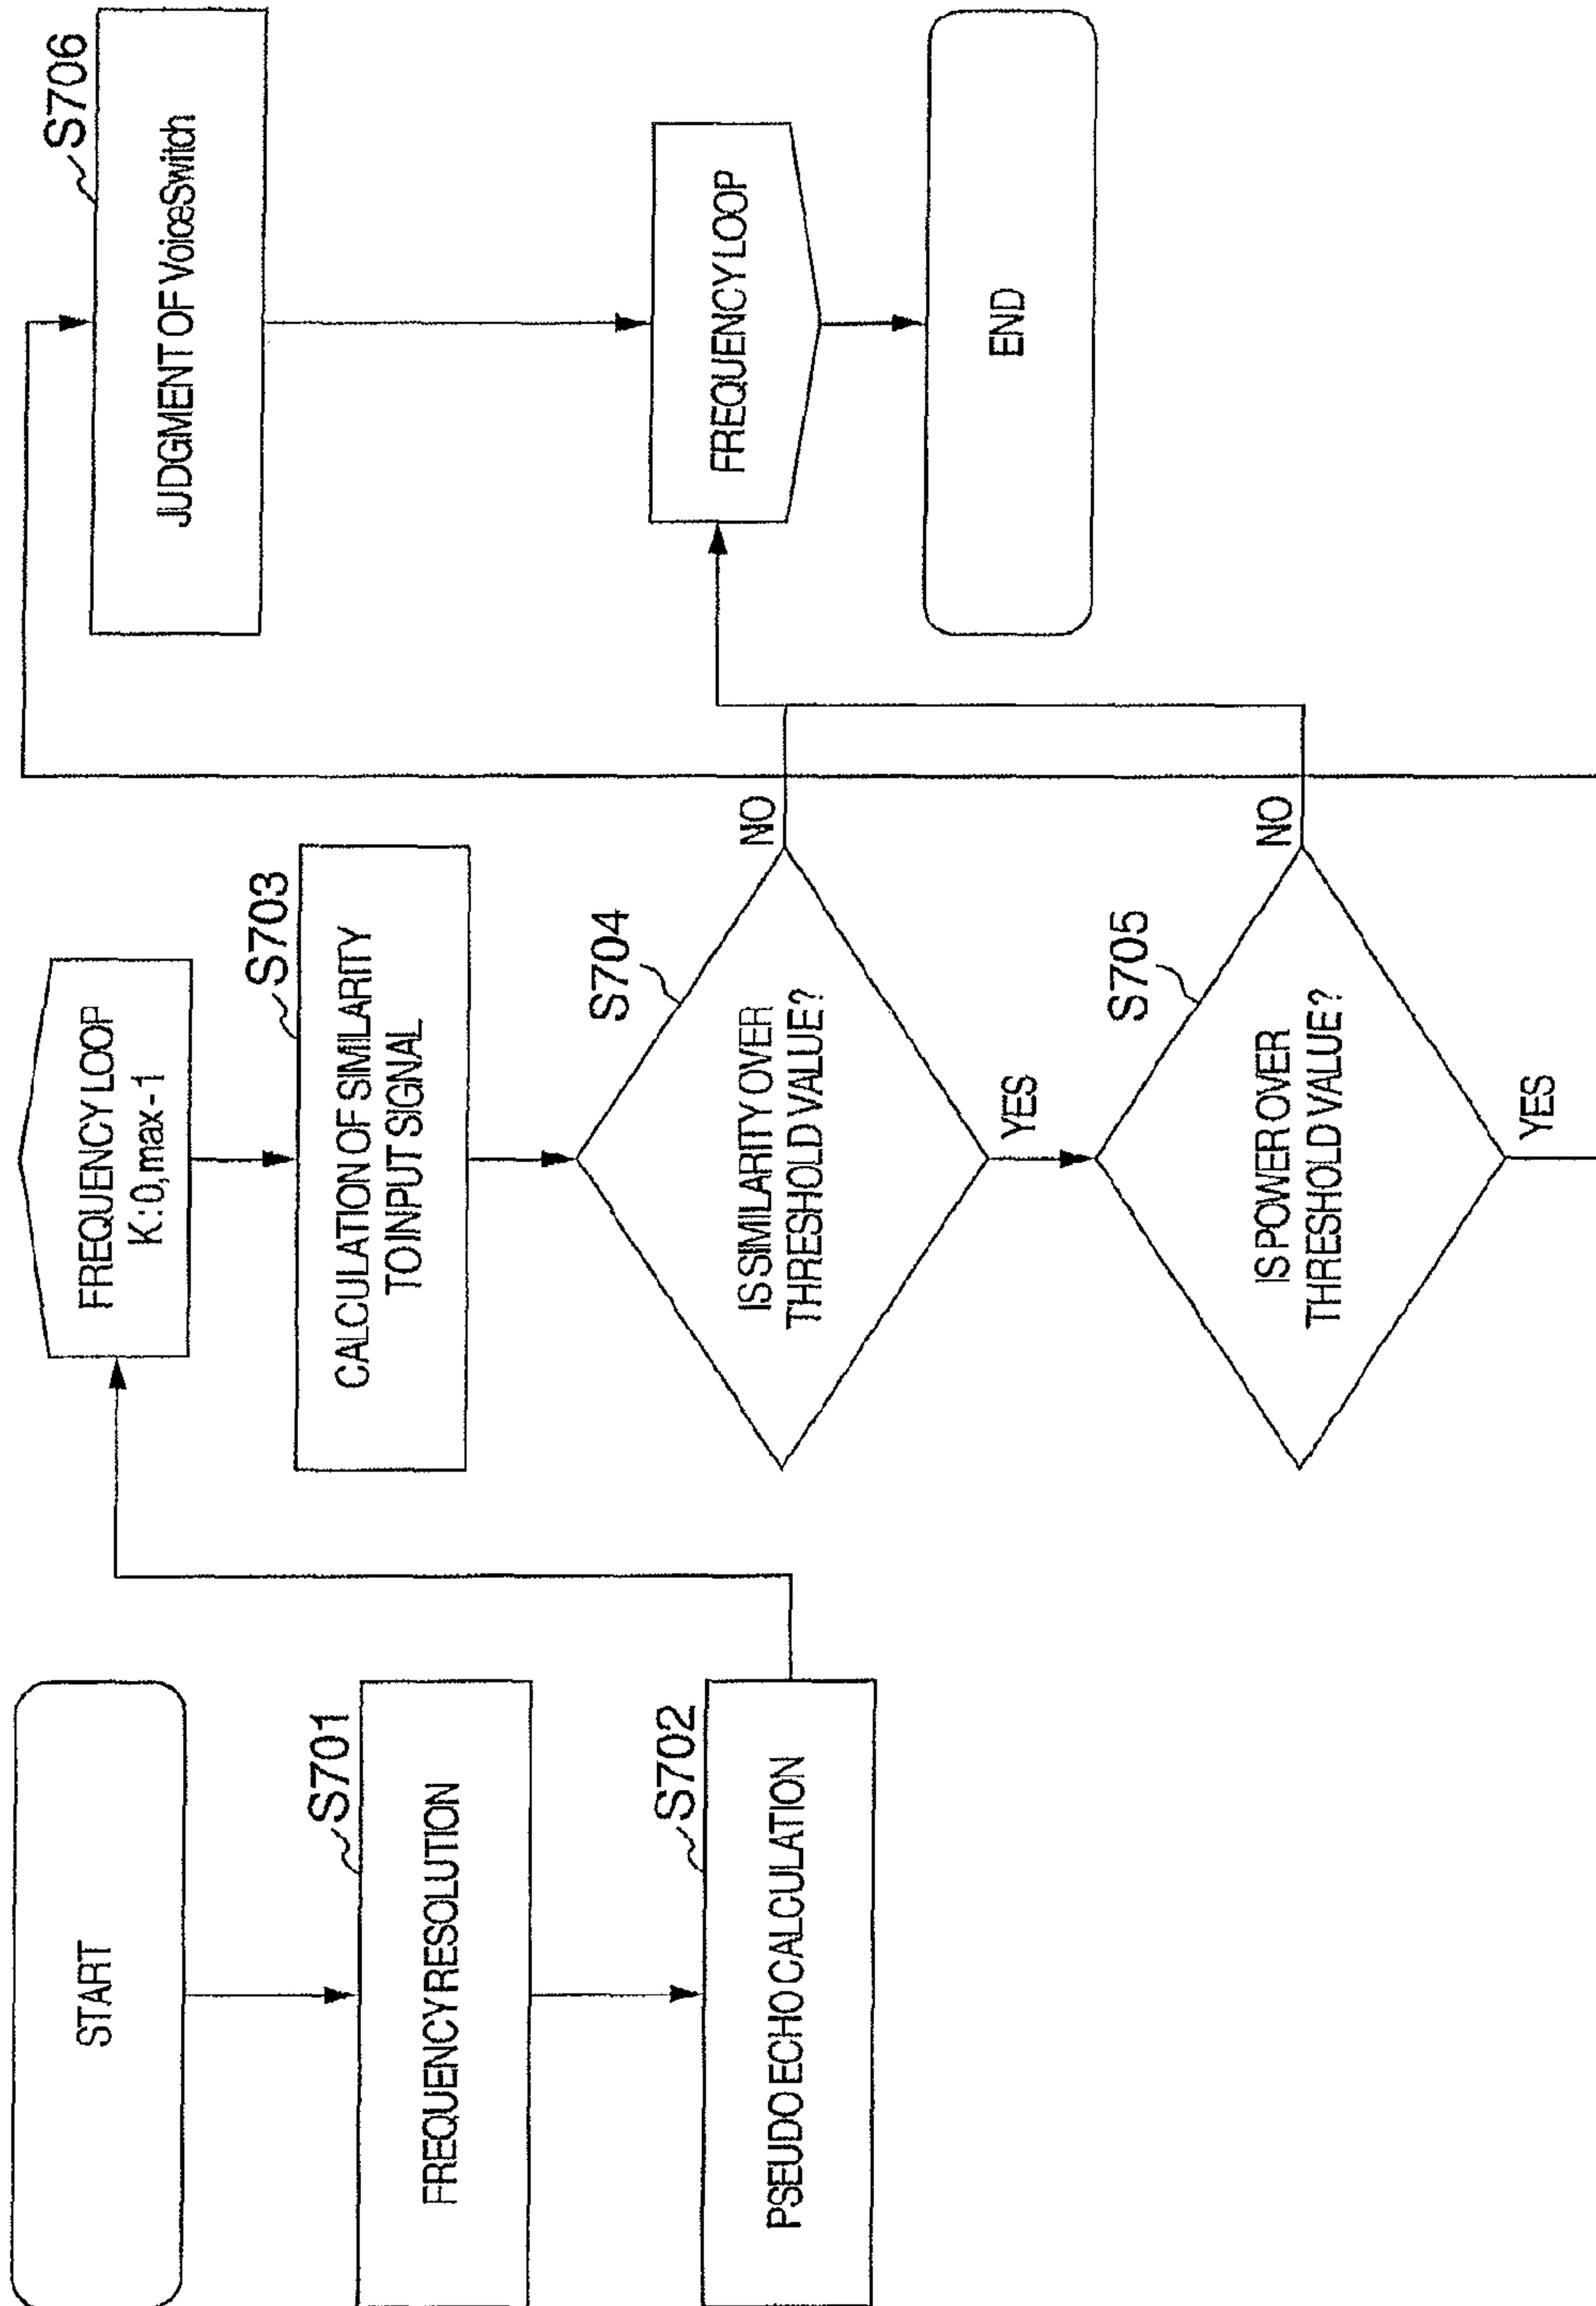 START
S701
FREQUENCY RESOLUTION
S702
PSEUDO ECHO CALCULATION
FREQUENCY LOOP
K:0,max-1
S703
CALCULATION OF SIMILARITY
TO INPUT SIGNAL
S704
IS SIMILARITY OVER
THRESHOLD VALUE?
NO
YES
S705
IS POWER OVER
THRESHOLD VALUE?
NO
YES
S706
JUDGMENT OF VoiceSwitch
FREQUENCY LOOP
END